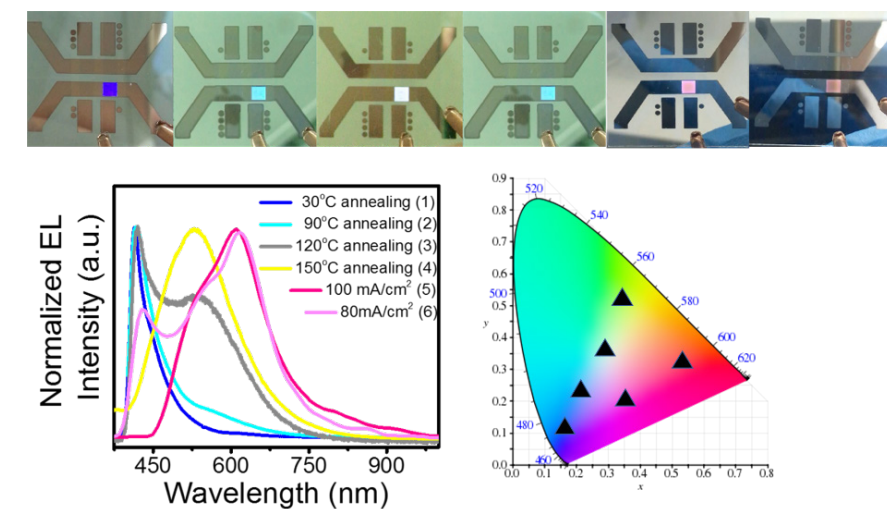 Normalized EL
Intensity (a.u.)
30°C annealing (1)
90°C annealing (2)
120°C annealing (3)
150°C annealing (4)
100 mA/cm² (5)
80mA/cm² (6)
450 600 750 900
Wavelength (nm)
0.9
0.8
0.7
0.6
0.5
0.4
0.3
0.2
0.1
0.0
y
520
540
560
500
580
600
620
480
460
0.0 0.1 0.2 0.3 0.4 0.5 0.6 0.7 0.8
x